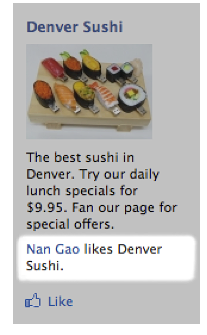 Denver Sushi
The best sushi in
Denver. Try our daily
lunch specials for
$9.95. Fan our page for
special offers.
Nan Gao likes Denver
Sushi.
Like